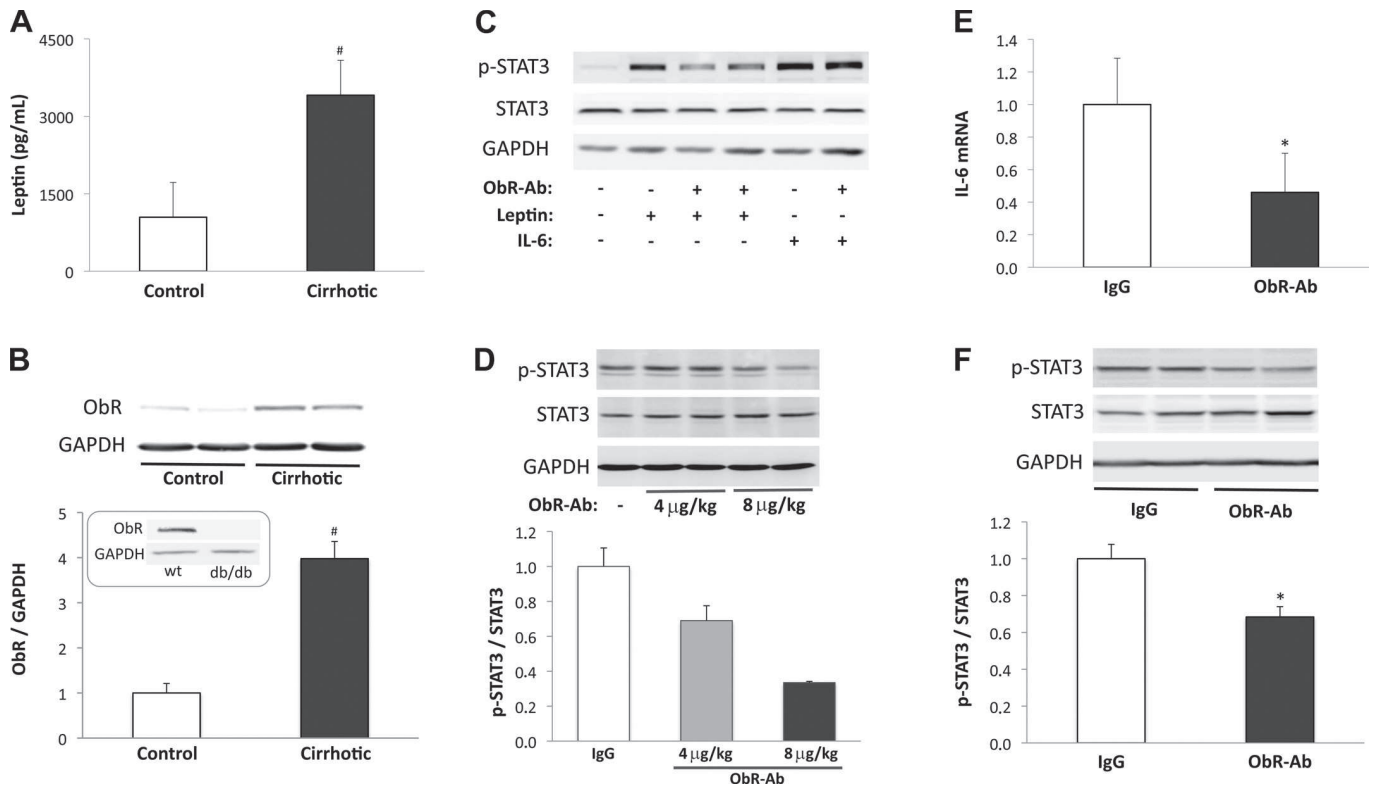 A
4500
3000
1500
0
Leptin (pg/mL)
#
Control Cirrhotic
B
ObR
GAPDH
Control Cirrhotic
5
4
3
2
1
0
ObR / GAPDH
ObR
GAPDH
wt db/db
#
Control Cirrhotic
C
p-STAT3
STAT3
GAPDH
ObR-Ab: - - + + - +
Leptin: - + + + - -
IL-6: - - - - + +
D
p-STAT3
STAT3
GAPDH
ObR-Ab: - 4 µg/kg 8 µg/kg
1.2
1.0
0.8
0.6
0.4
0.2
0.0
p-STAT3 / STAT3
IgG 4 µg/kg 8 µg/kg
ObR-Ab
E
1.4
1.2
1.0
0.8
0.6
0.4
0.2
0.0
IL-6 mRNA
*
IgG ObR-Ab
F
p-STAT3
STAT3
GAPDH
IgG ObR-Ab
1.2
1.0
0.8
0.6
0.4
0.2
0.0
p-STAT3 / STAT3
*
IgG ObR-Ab